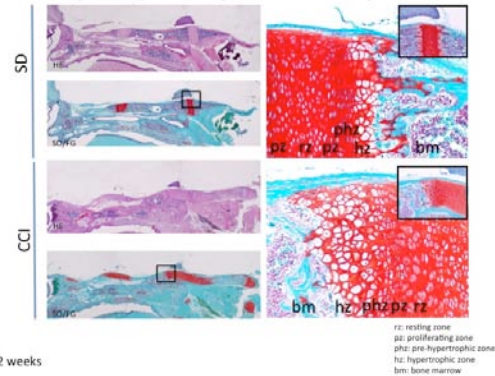 SD
HE
SO/FG
pz rz pz phz hz bm
CCI
HE
SO/FG
bm hz phz pz rz
rz: resting zone
pz: proliferating zone
phz: pre-hypertrophic zone
hz: hypertrophic zone
bm: bone marrow
2 weeks